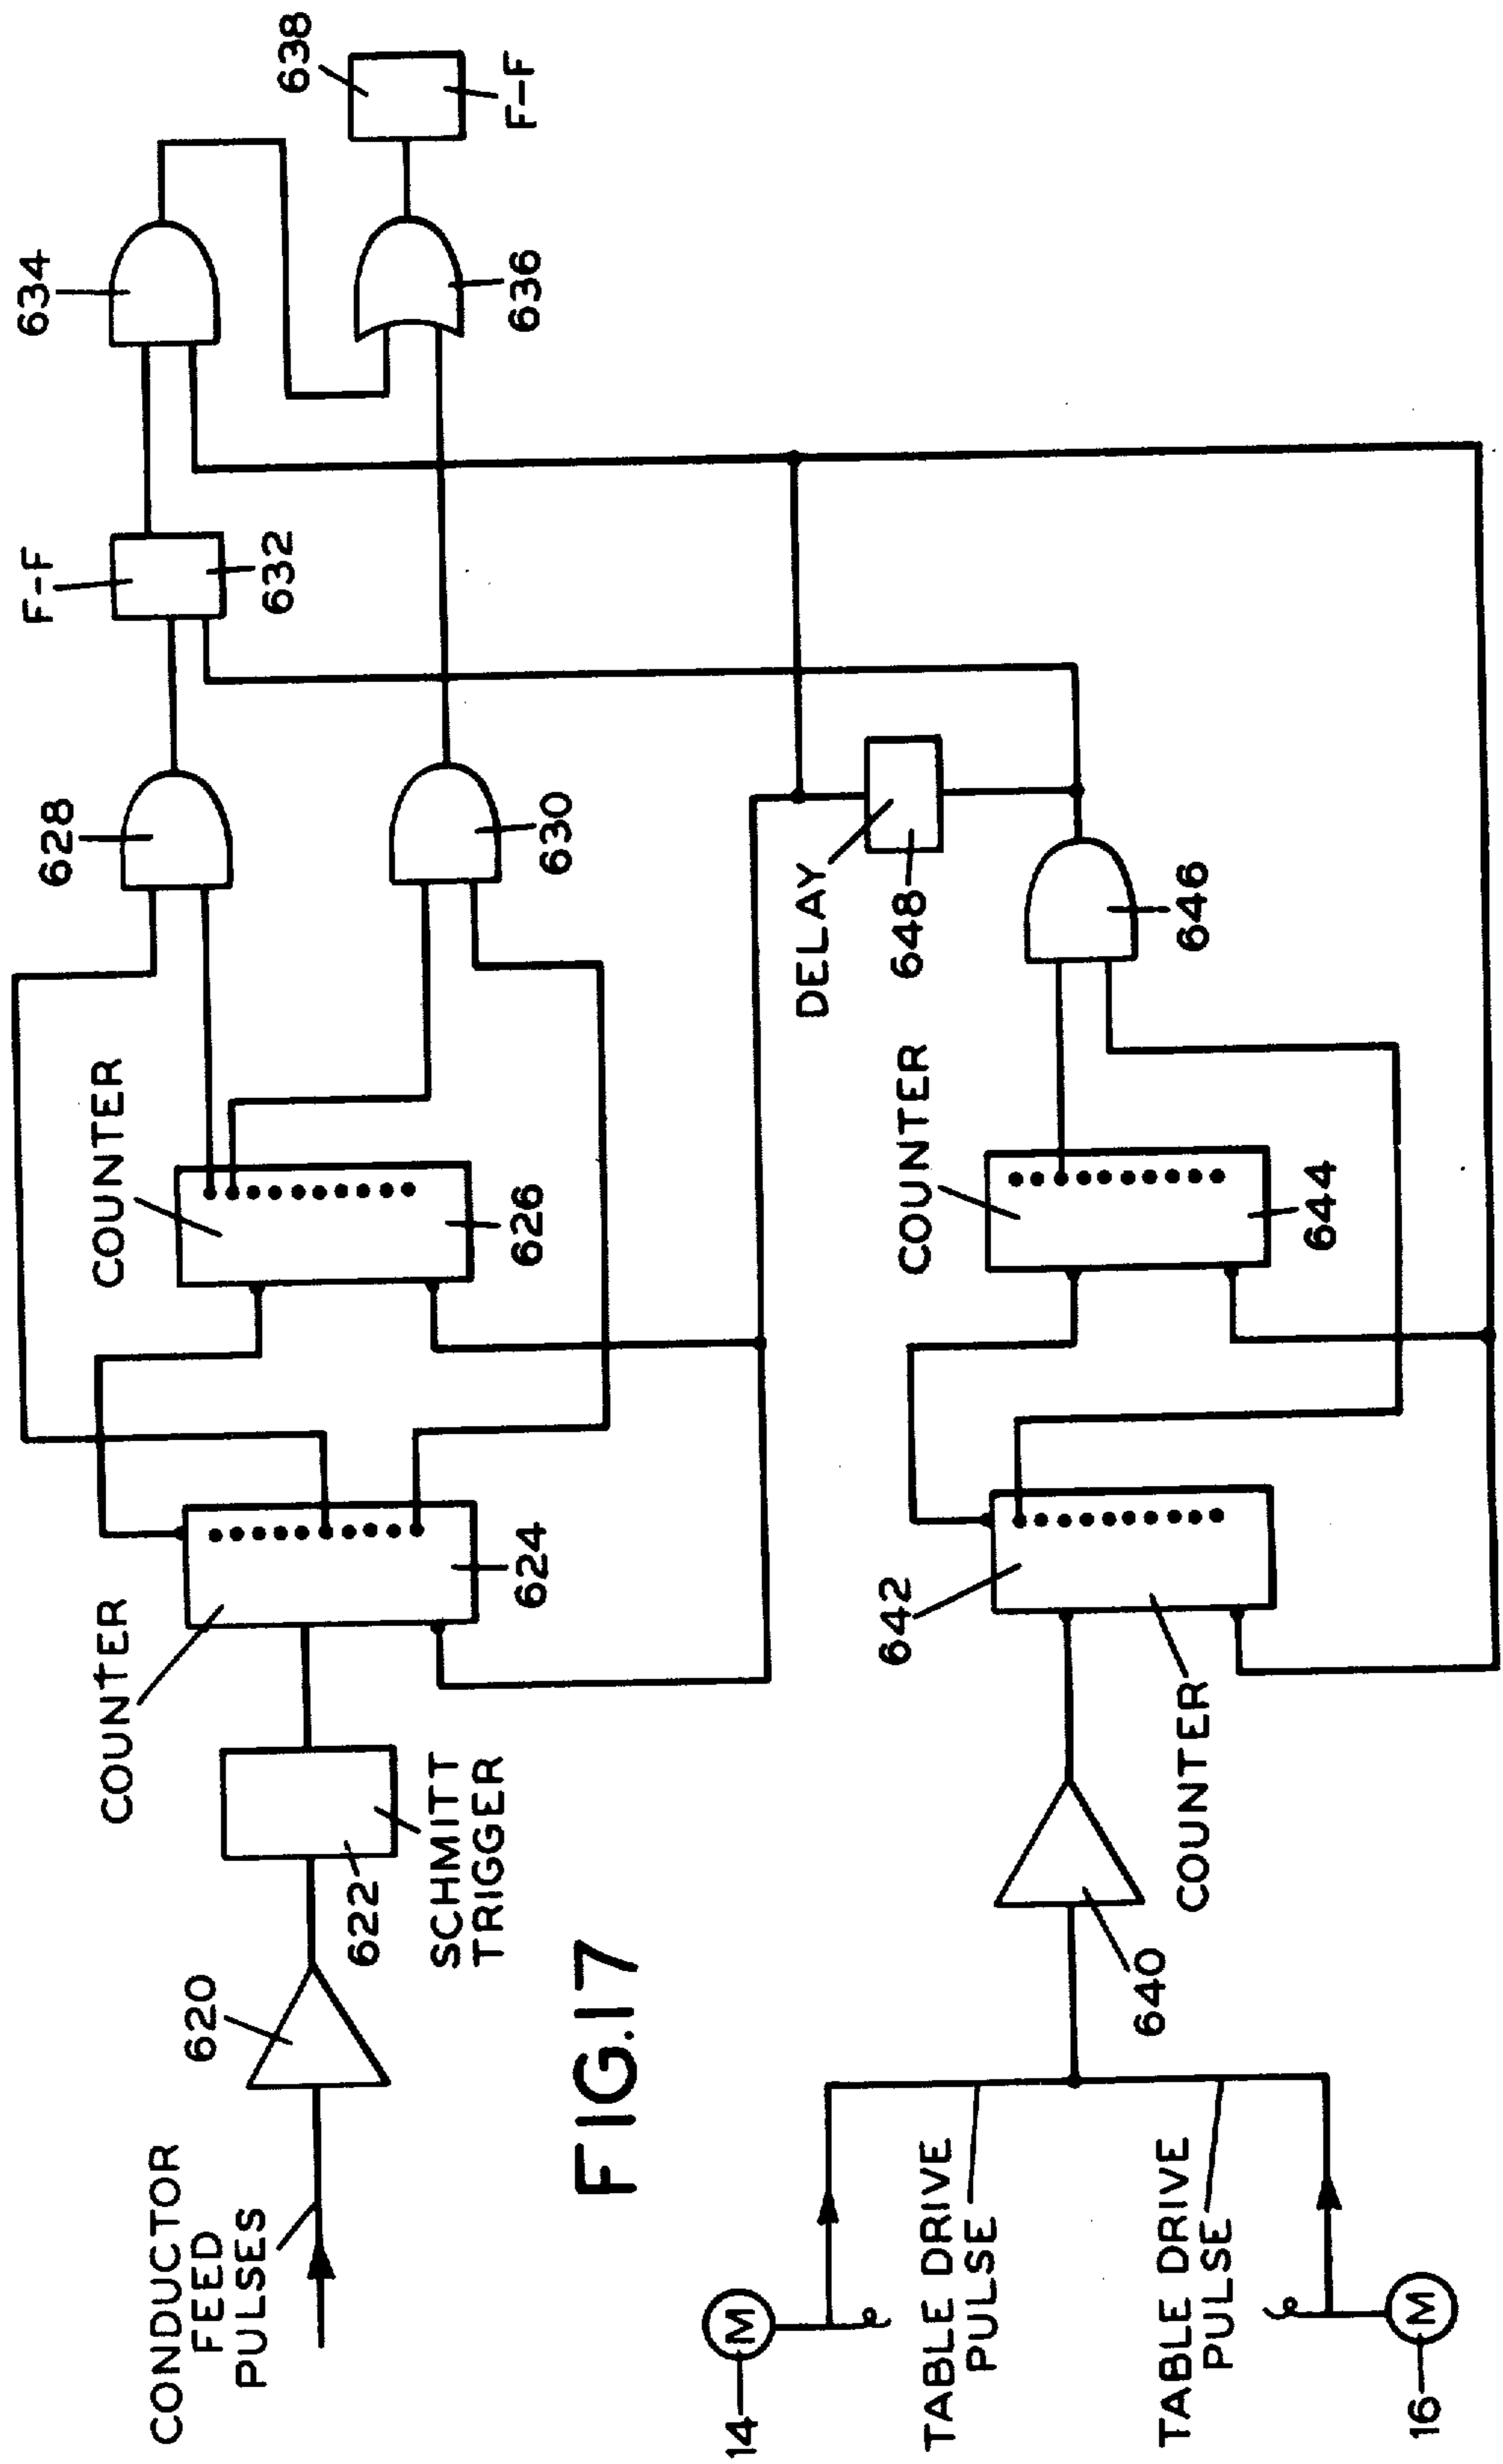 CONDUCTOR
FEED
PULSES
620
622
SCHMITT
TRIGGER
COUNTER
624
COUNTER
626
628
630
F-F
632
634
636
638
F-F
FIG.17
14
M
TABLE DRIVE
PULSE
TABLE DRIVE
PULSE
16
M
640
COUNTER
642
COUNTER
644
646
DELAY
648